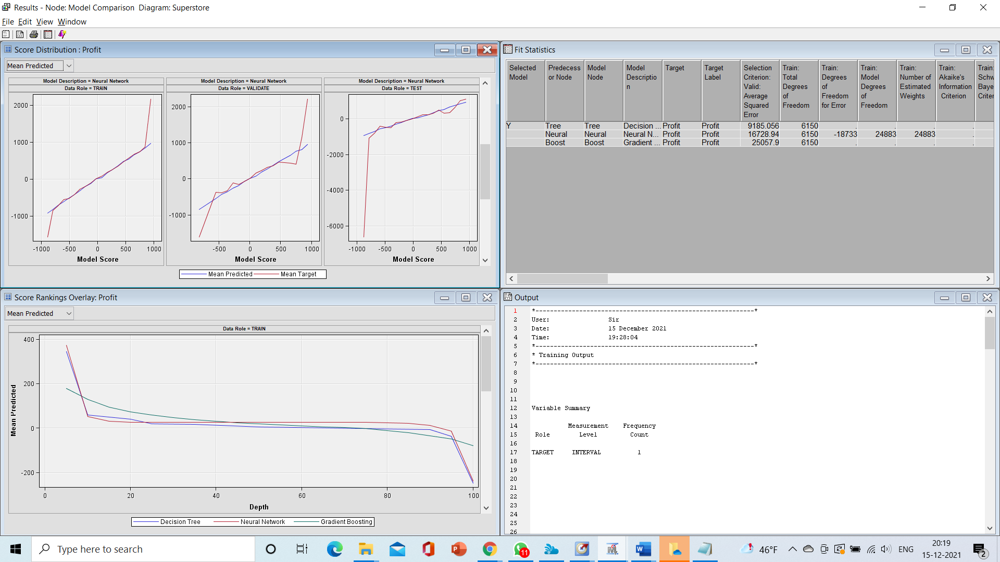 Results - Node: Model Comparison Diagram: Superstore
File Edit View Window
Score Distribution : Profit
Mean Predicted
Model Description = Neural Network
Data Role = TRAIN
2000
1000
0
-1000
-1000 -500 0 500 1000
Model Score
Model Description = Neural Network
Data Role = VALIDATE
2000
1000
0
-1000
-500 0 500 1000
Model Score
Model Description = Neural Network
Data Role = TEST
0
-2000
-4000
-6000
-1000 -500 0 500 1000
Model Score
Mean Predicted Mean Target
Fit Statistics
Selected Model
Predecess or Node
Model Node
Model Descriptio n
Target
Target Label
Selection Criterion: Valid: Average Squared Error
Train: Total Degrees of Freedom
Train: Degrees of Freedom for Error
Train: Model Degrees of Freedom
Train: Number of Estimated Weights
Train: Akaike's Information Criterion
Train: Schw Baye Criter
Y Tree Tree Decision ... Profit Profit 9185.056 6150 . . . .
Neural Neural Neural N... Profit Profit 16728.94 6150 -18733 24883 24883 .
Boost Boost Gradient ... Profit Profit 25057.9 6150 . . . .
Score Rankings Overlay: Profit
Mean Predicted
Data Role = TRAIN
Mean Predicted
400
200
0
-200
0 20 40 60 80 100
Depth
Decision Tree Neural Network Gradient Boosting
Output
1 *------------------------------------------------------------*
2 User: Sir
3 Date: 15 December 2021
4 Time: 19:28:04
5 *------------------------------------------------------------*
6 * Training Output
7 *------------------------------------------------------------*
8
9
10
11
12 Variable Summary
13
14 Measurement Frequency
15 Role Level Count
16
17 TARGET INTERVAL 1
18
19
20
21
22
23
24
25
26
Type here to search
11
46°F
ENG
20:19
15-12-2021
2